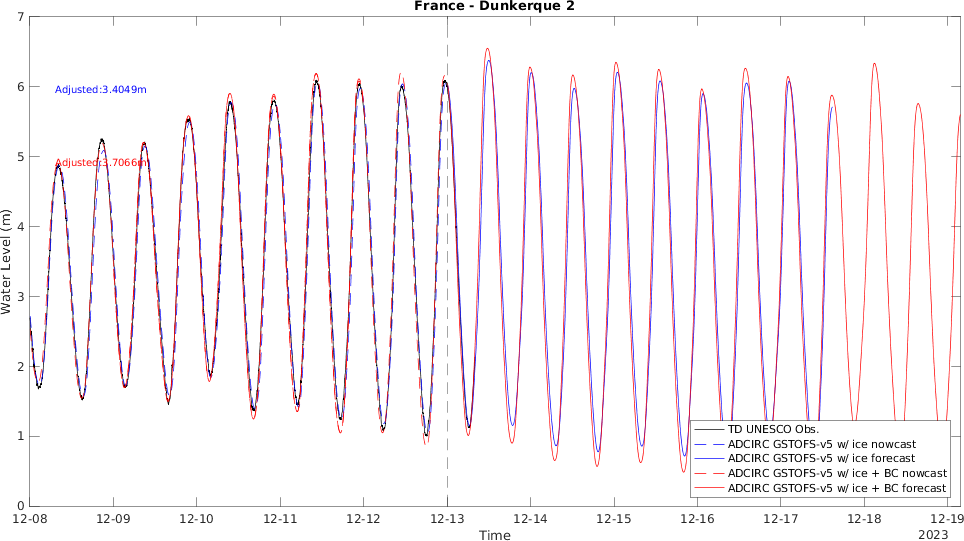 France - Dunkerque 2
7
6
5
4
3
2
1
0
Water Level (m)
Adjusted:3.4049m
Adjusted:3.7066m
TD UNESCO Obs.
ADCIRC GSTOFS-v5 w/ ice nowcast
ADCIRC GSTOFS-v5 w/ ice forecast
ADCIRC GSTOFS-v5 w/ ice + BC nowcast
ADCIRC GSTOFS-v5 w/ ice + BC forecast
12-08 12-09 12-10 12-11 12-12 12-13 12-14 12-15 12-16 12-17 12-18 12-19
Time
2023